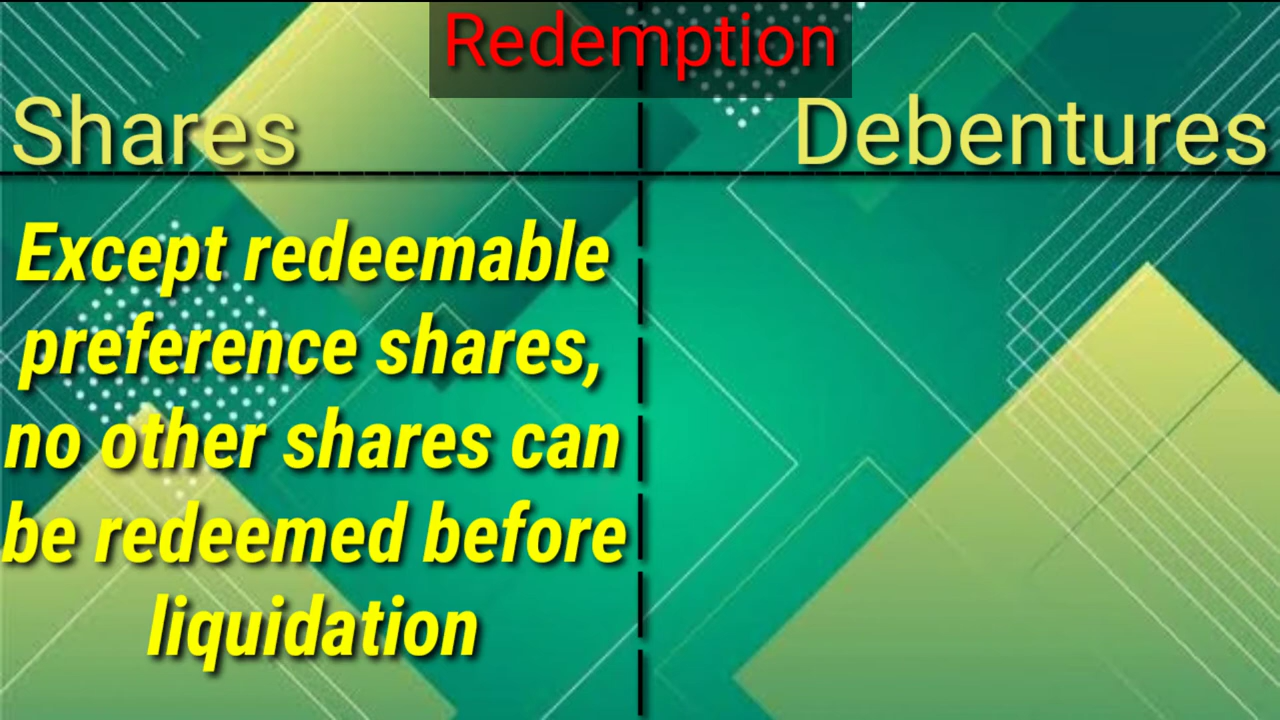 Redemption
Shares
Debentures
Except redeemable
preference shares,
no other shares can
be redeemed before
liquidation